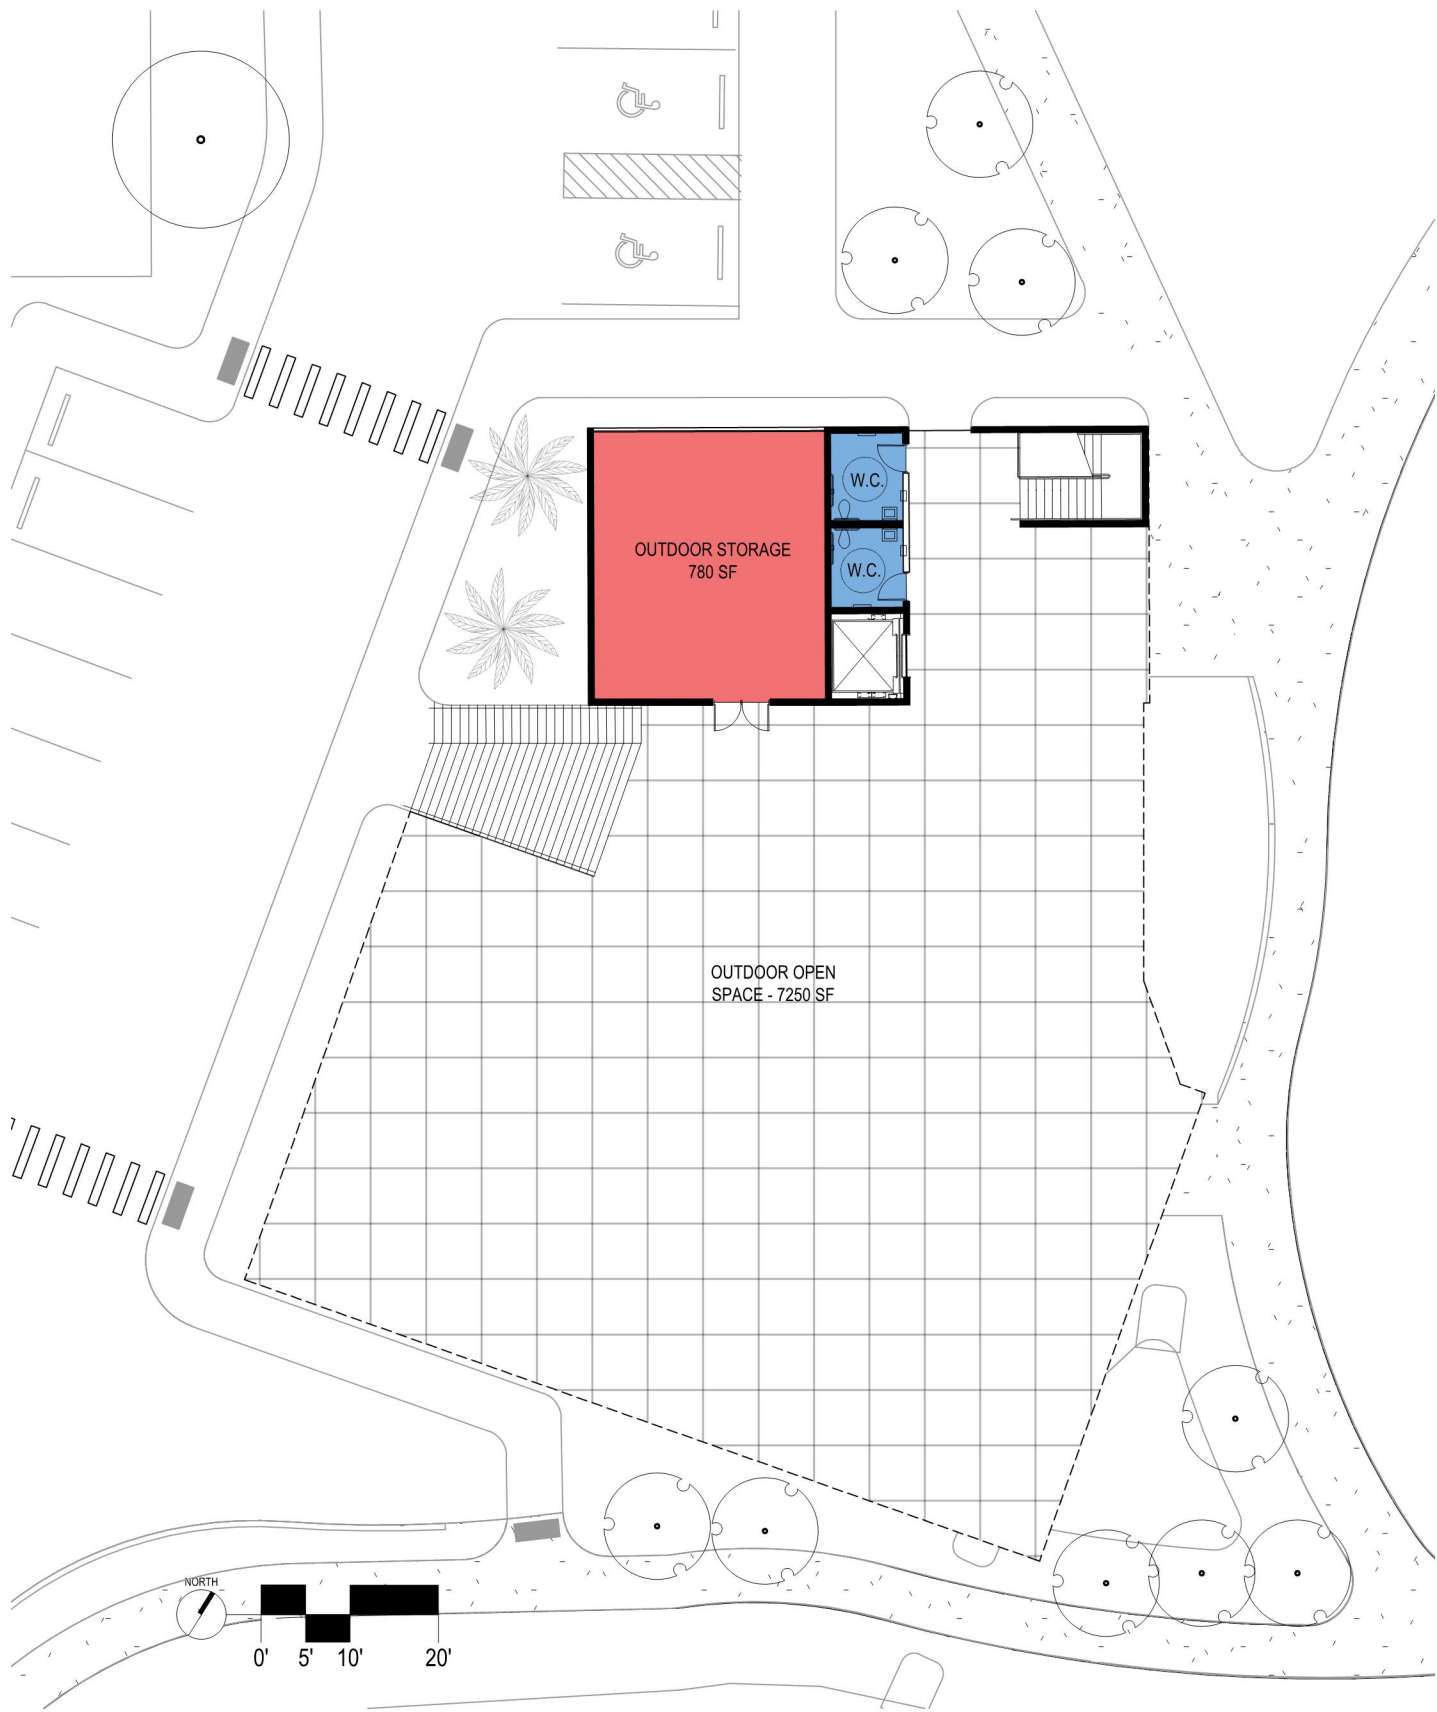 W.C.
OUTDOOR STORAGE
780 SF
W.C.
OUTDOOR OPEN
SPACE - 7250 SF
NORTH
0' 5' 10' 20'